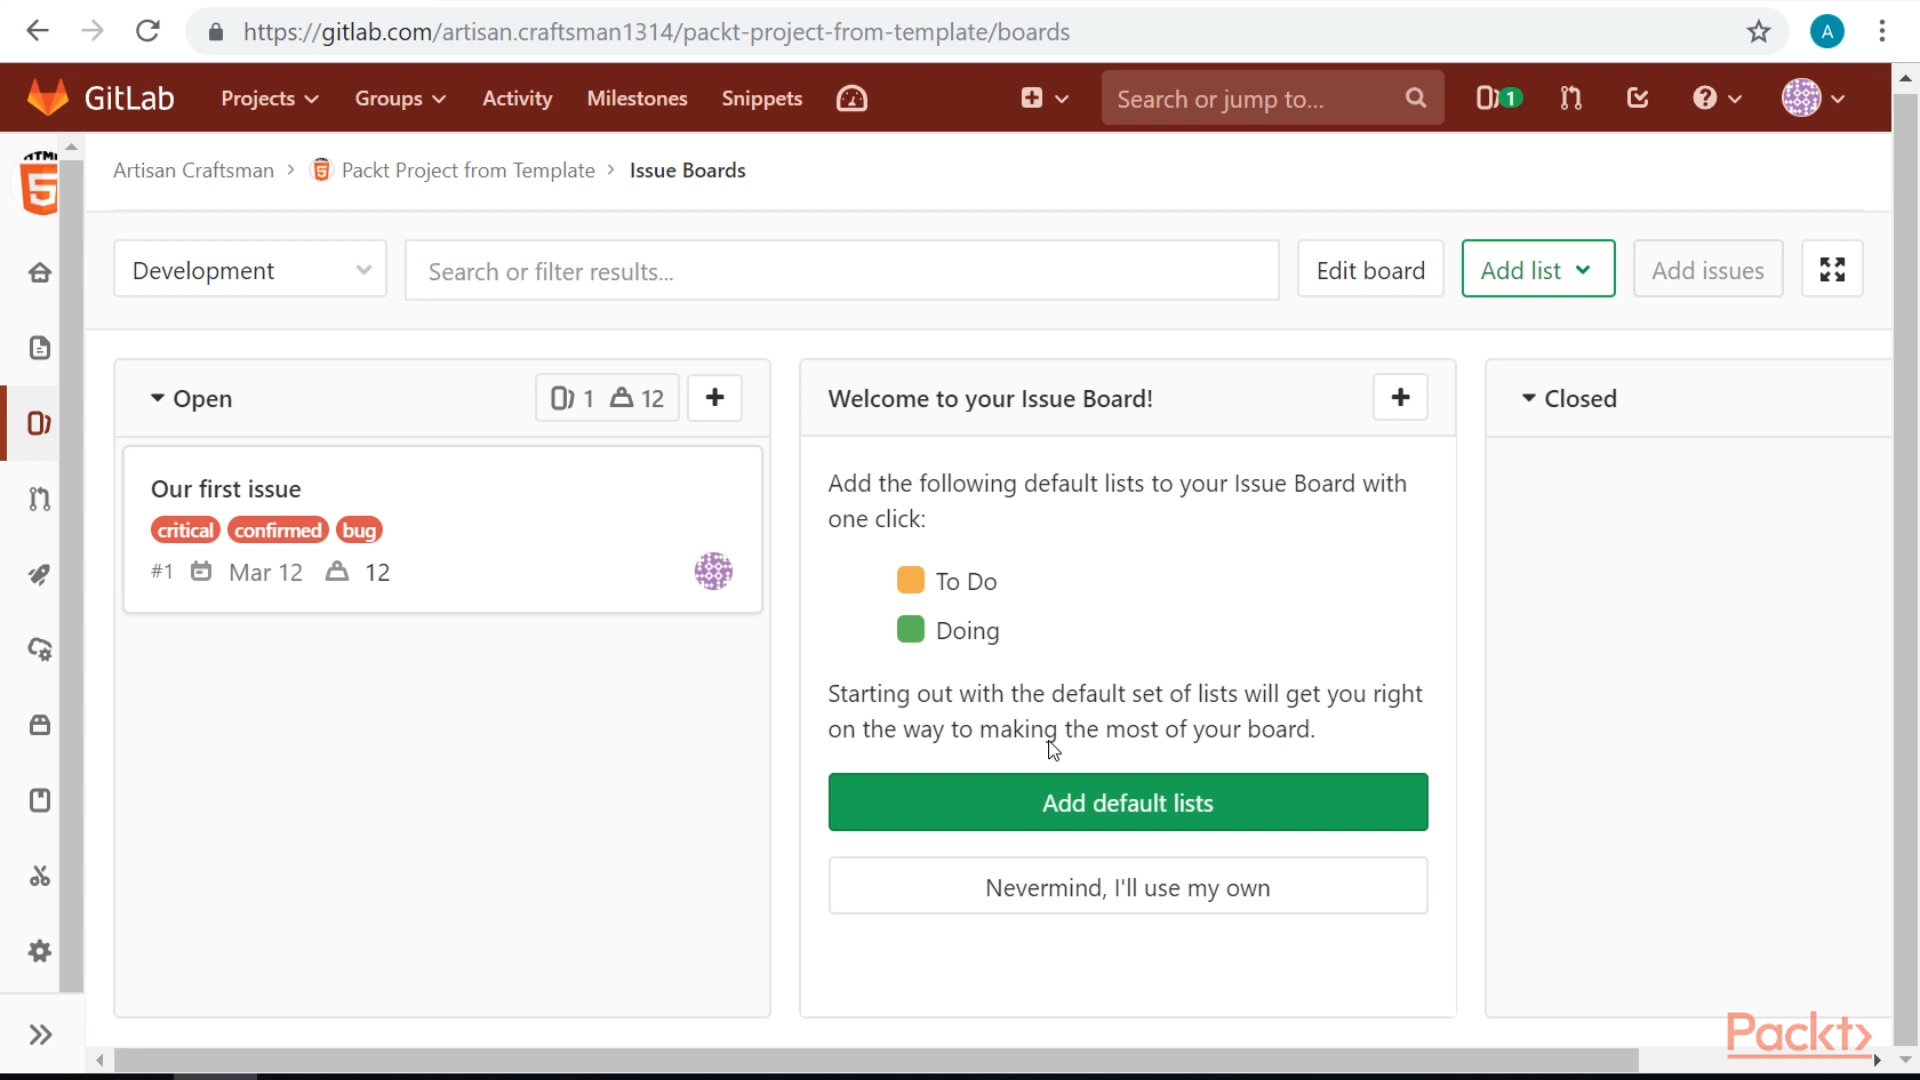 https://gitlab.com/artisan.craftsman1314/packt-project-from-template/boards
A
GitLab Projects Groups Activity Milestones Snippets Search or jump to... 1
HTML
5
Artisan Craftsman > 5 Packt Project from Template > Issue Boards
Development Search or filter results... Edit board Add list Add issues
Open 1 12 +
Our first issue
critical confirmed bug
#1 Mar 12 12
Welcome to your Issue Board! +
Add the following default lists to your Issue Board with
one click:
To Do
Doing
Starting out with the default set of lists will get you right
on the way to making the most of your board.
Add default lists
Nevermind, I'll use my own
Closed
Packt>